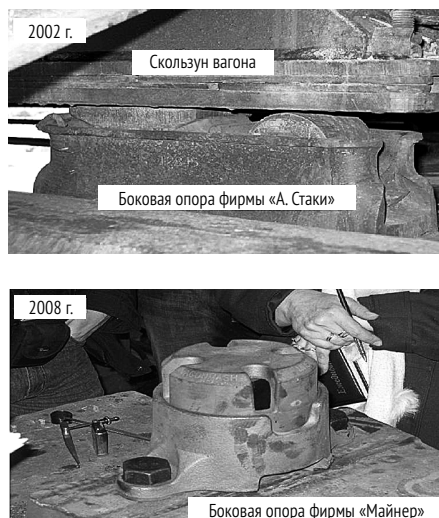 2002 г.
Скользун вагона
Боковая опора фирмы «А. Стаки»
2008 г.
Боковая опора фирмы «Майнер»